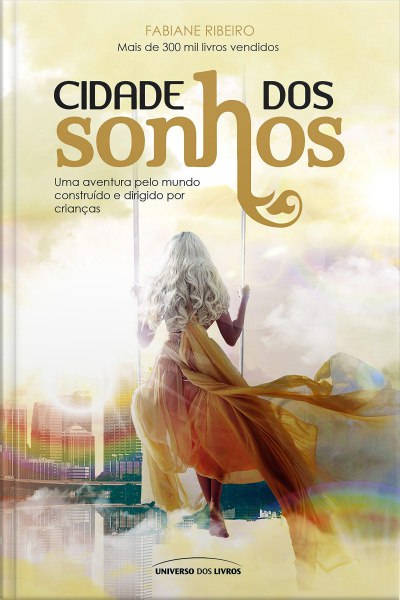 FABIANE RIBEIRO
Mais de 300 mil livros vendidos
CIDADE DOS
sonhos
Uma aventura pelo mundo
construído e dirigido por
crianças
UNIVERSO DOS LIVROS